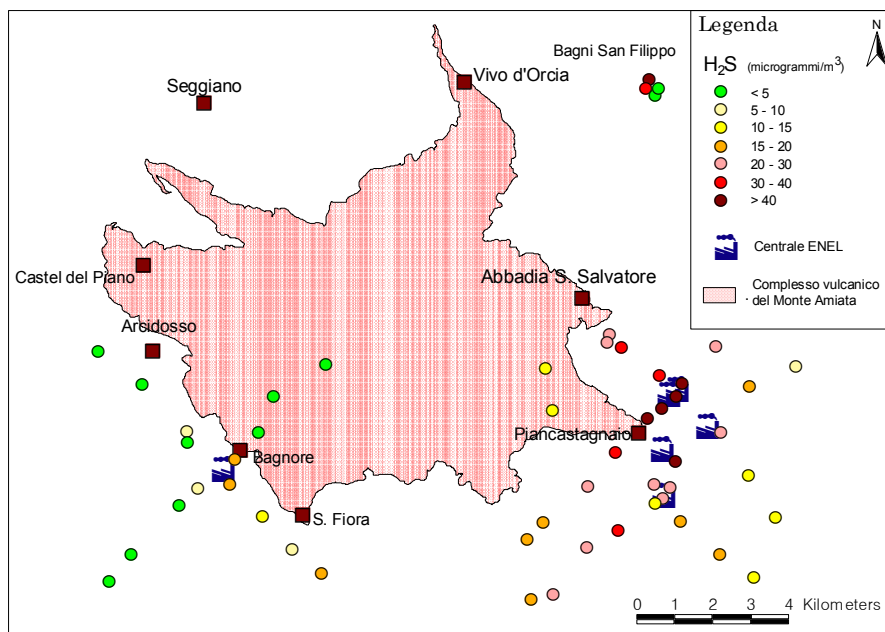 Legenda
N
H2S (microgrammi/m3)
< 5
5 - 10
10 - 15
15 - 20
20 - 30
30 - 40
> 40
Centrale ENEL
Complesso vulcanico
del Monte Amiata
Bagni San Filippo
Vivo d'Orcia
Seggiano
Castel del Piano
Abbadia S. Salvatore
Arcidosso
Piancastagnaio
Bagnore
S. Fiora
0 1 2 3 4 Kilometers